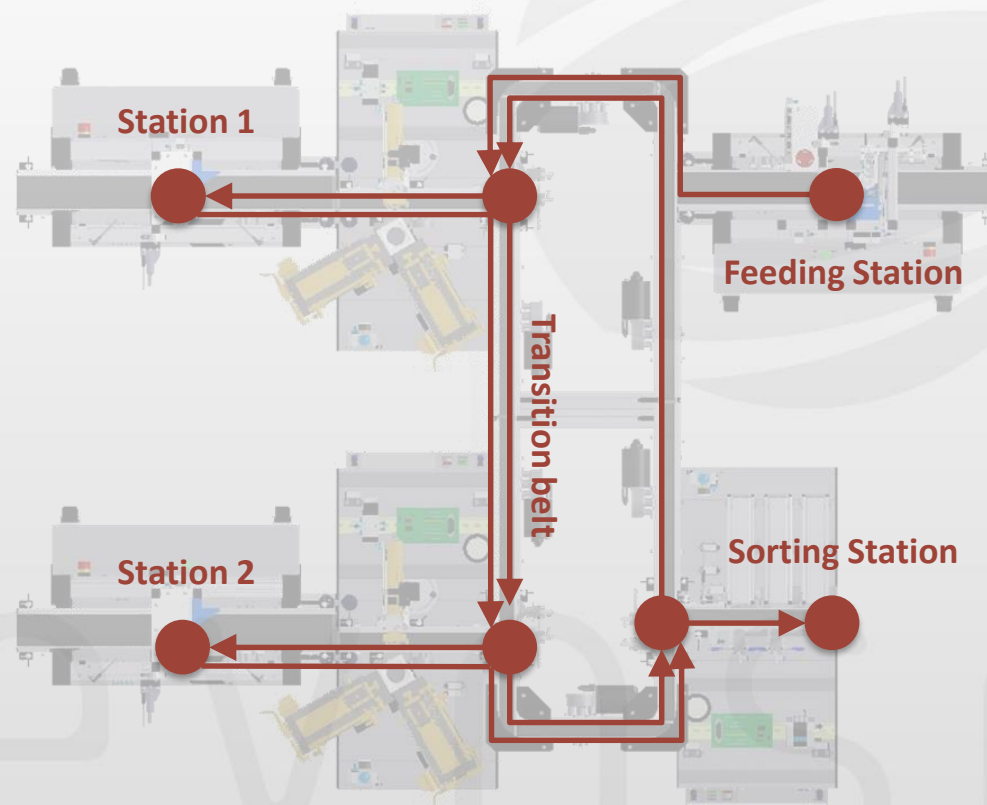 Station 1
Feeding Station
Transition belt
Sorting Station
Station 2